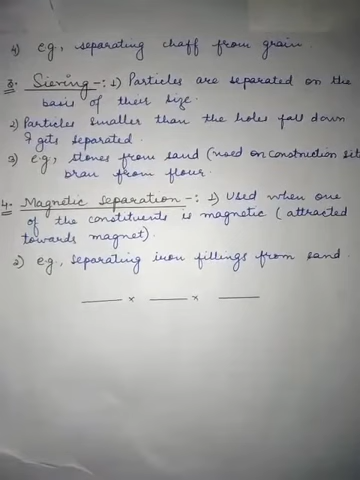 4) e.g., separating chaff from grain.
3. Sieving -: 1) Particles are separated on the
basis of their size.
2) Particles smaller than the holes fall down
& gets separated.
3) e.g., stones from sand (used on construction sit
bran from flour.
4. Magnetic Separation -: 1) Used when one
of the constituents is magnetic (attracted
towards magnet).
2) e.g., separating iron fillings from sand.
—— x —— x ——